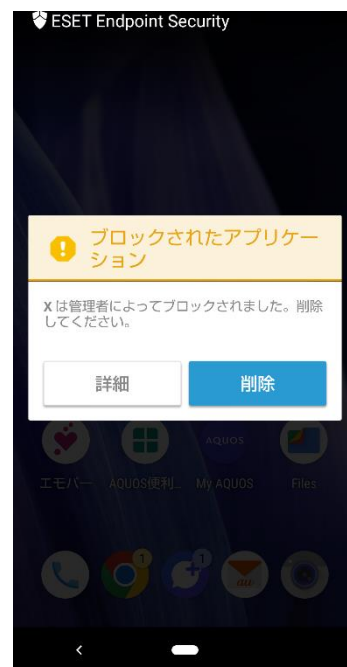 ESET Endpoint Security
ブロックされたアプリケー
ション
X は管理者によってブロックされました。削除
してください。
詳細
削除
AQUOS
エモパー AQUOS便利… My AQUOS Files
1 1
au